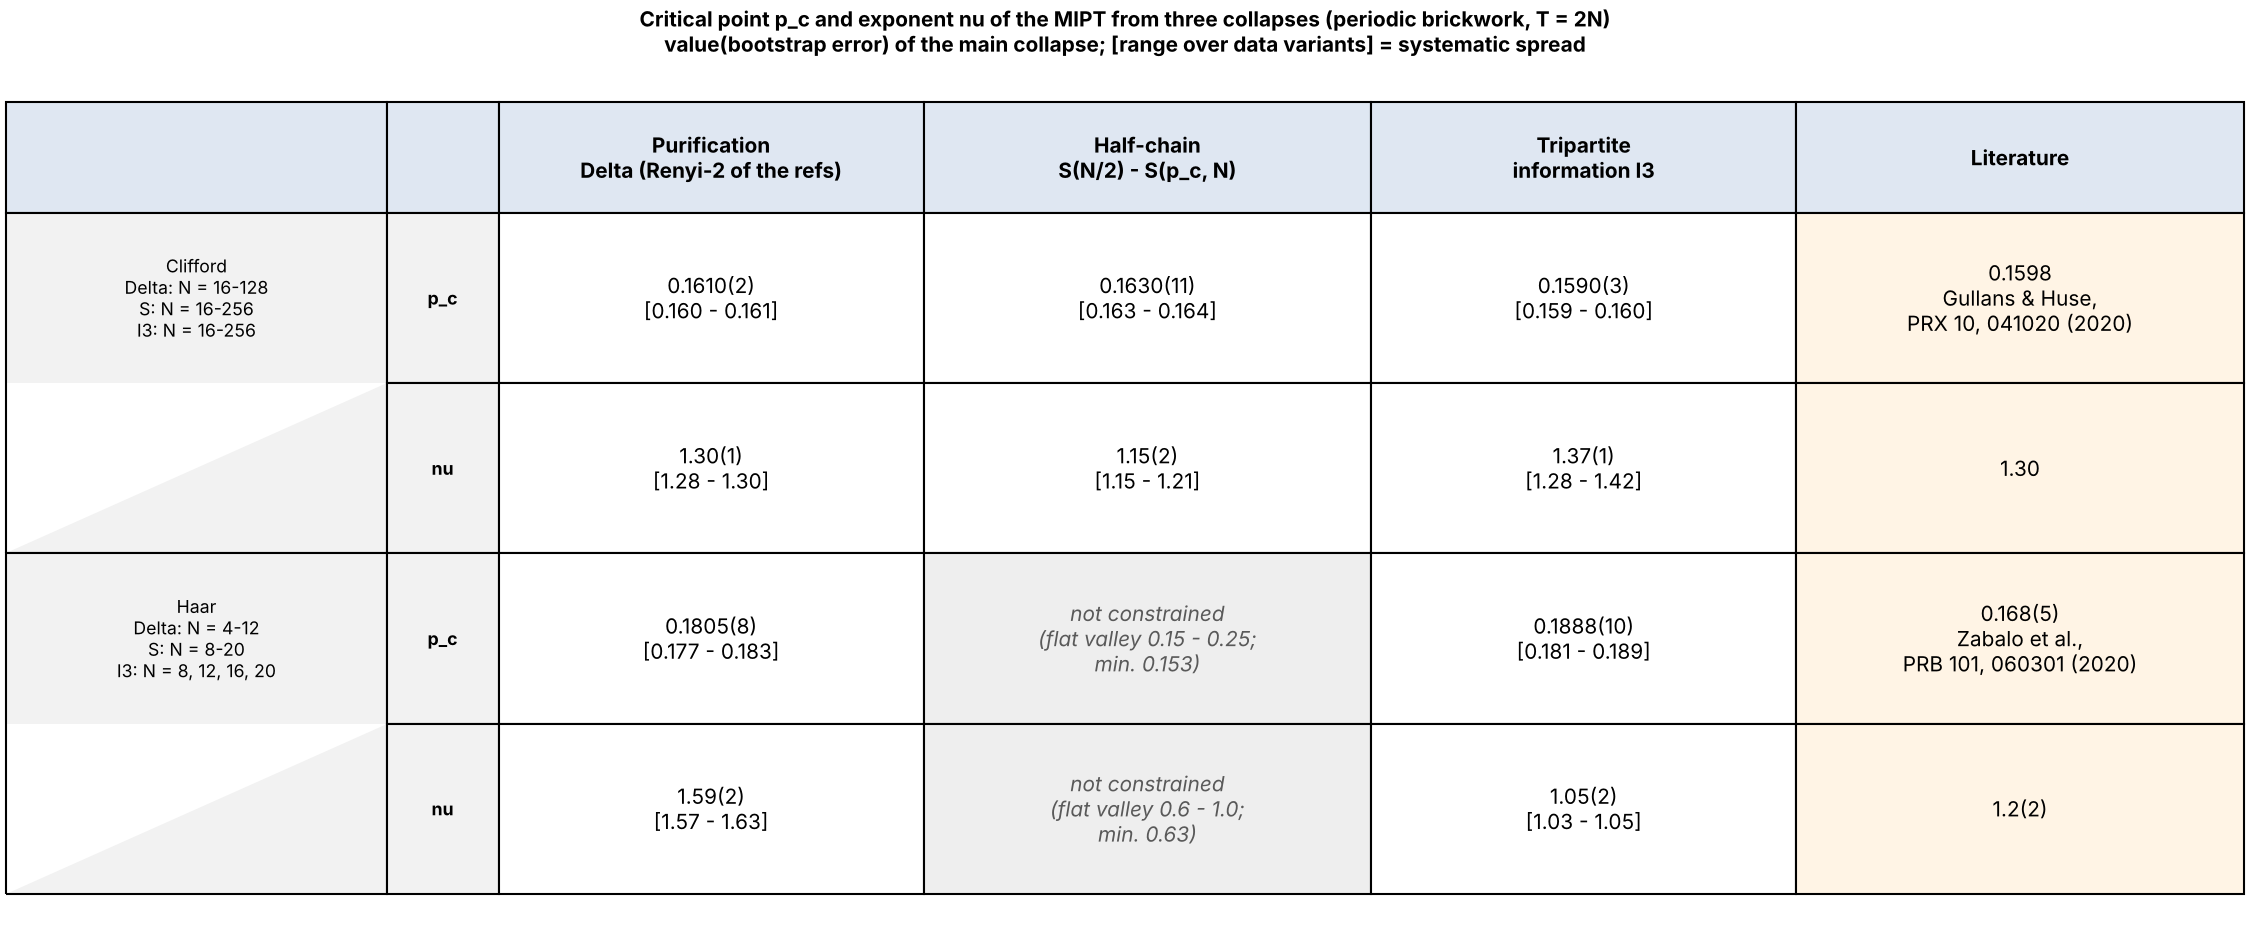 Critical point p_c and exponent nu of the MIPT from three collapses (periodic brickwork, T = 2N)
value(bootstrap error) of the main collapse; [range over data variants] = systematic spread
Purification
Delta (Renyi-2 of the refs)
Half-chain
S(N/2) - S(p_c, N)
Tripartite
information I3
Literature
Clifford
Delta: N = 16-128
S: N = 16-256
I3: N = 16-256
p_c
0.1610(2)
[0.160 - 0.161]
0.1630(11)
[0.163 - 0.164]
0.1590(3)
[0.159 - 0.160]
0.1598
Gullans & Huse,
PRX 10, 041020 (2020)
nu
1.30(1)
[1.28 - 1.30]
1.15(2)
[1.15 - 1.21]
1.37(1)
[1.28 - 1.42]
1.30
Haar
Delta: N = 4-12
S: N = 8-20
I3: N = 8, 12, 16, 20
p_c
0.1805(8)
[0.177 - 0.183]
not constrained
(flat valley 0.15 - 0.25;
min. 0.153)
0.1888(10)
[0.181 - 0.189]
0.168(5)
Zabalo et al.,
PRB 101, 060301 (2020)
nu
1.59(2)
[1.57 - 1.63]
not constrained
(flat valley 0.6 - 1.0;
min. 0.63)
1.05(2)
[1.03 - 1.05]
1.2(2)